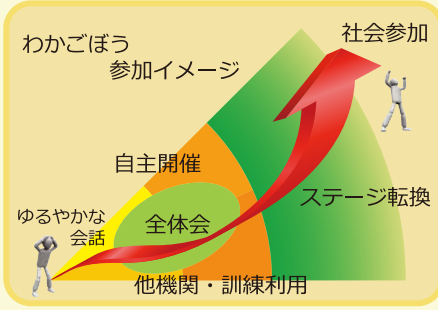 わかごぼう
参加イメージ
社会参加
自主開催
ステージ転換
ゆるやかな
会話
全体会
他機関・訓練利用